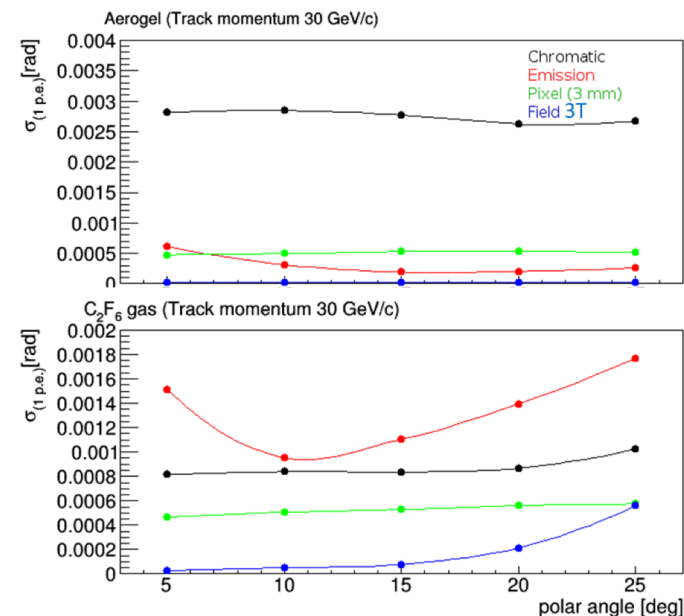 Aerogel (Track momentum 30 GeV/c)
σ(1 p.e.)[rad]
0.004
0.0035
0.003
0.0025
0.002
0.0015
0.001
0.0005
0
Chromatic
Emission
Pixel (3 mm)
Field 3T
C2F6 gas (Track momentum 30 GeV/c)
σ(1 p.e.)[rad]
0.002
0.0018
0.0016
0.0014
0.0012
0.001
0.0008
0.0006
0.0004
0.0002
0
5 10 15 20 25
polar angle [deg]